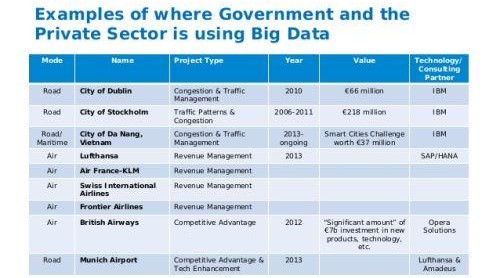 Examples of where Government and the
Private Sector is using Big Data
Mode Name Project Type Year Value Technology/
Consulting
Partner
Road City of Dublin Congestion & Traffic
Management 2010 €66 million IBM
Road City of Stockholm Traffic Patterns &
Congestion 2006-2011 €218 million IBM
Road/
Maritime City of Da Nang,
Vietnam Congestion & Traffic
Management 2013-
ongoing Smart Cities Challenge
worth €37 million IBM
Air Lufthansa Revenue Management 2013 SAP/HANA
Air Air France-KLM Revenue Management
Air Swiss International
Airlines Revenue Management
Air Frontier Airlines Revenue Management
Air British Airways Competitive Advantage 2012 "Significant amount" of
€7b investment in new
products, technology,
etc. Opera
Solutions
Road Munich Airport Competitive Advantage &
Tech Enhancement 2013 Lufthansa &
Amadeus